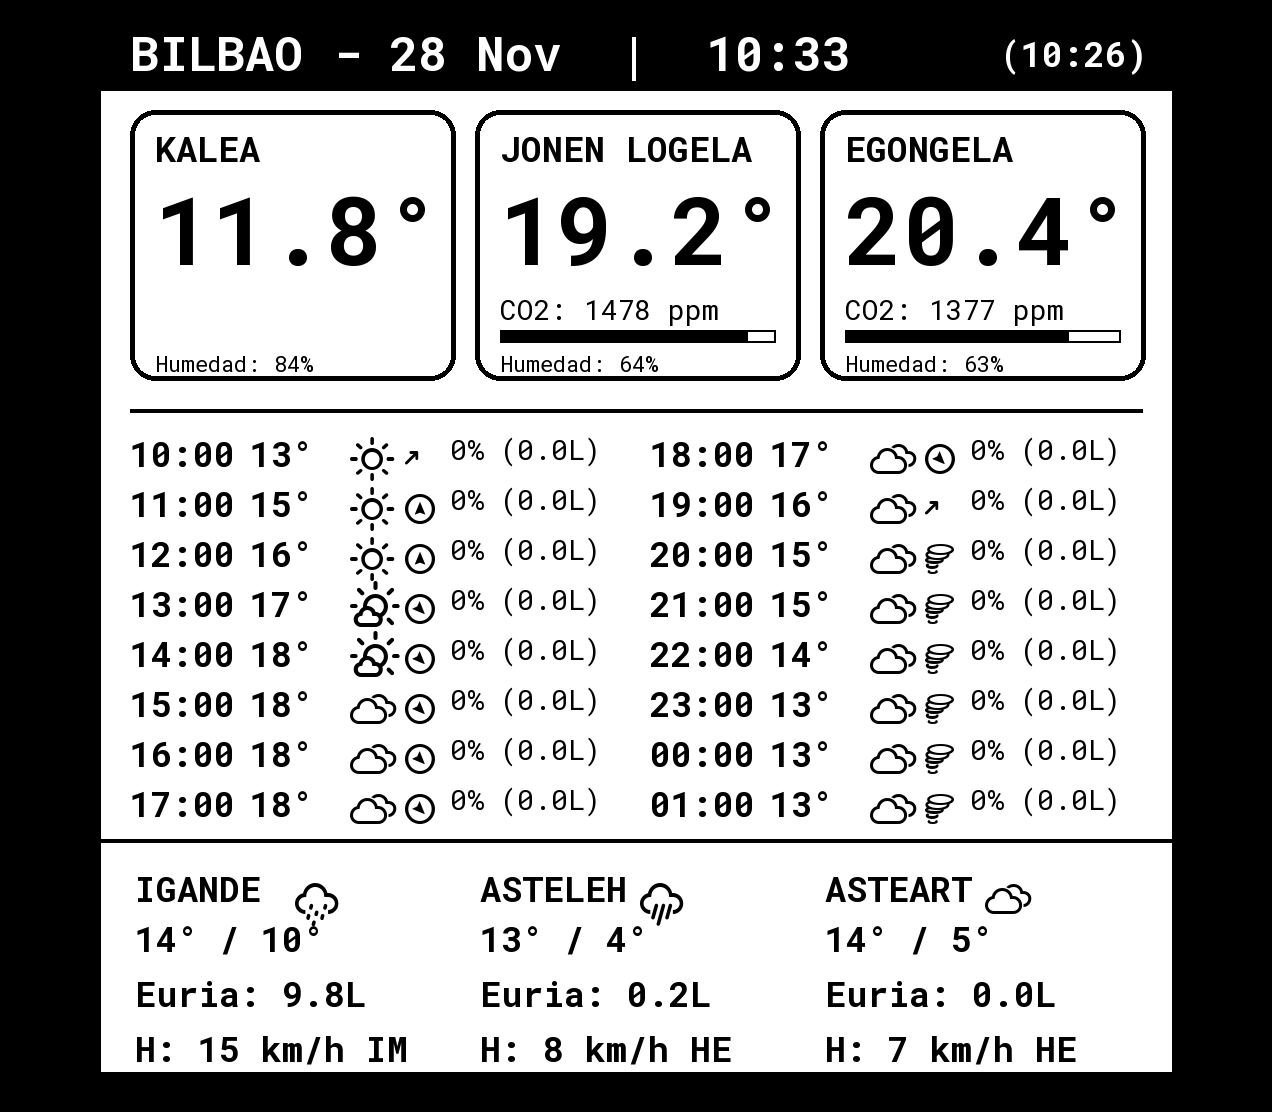 BILBAO - 28 Nov | 10:33 (10:26)
KALEA
11.8°
Humedad: 84%
JONEN LOGELA
19.2°
CO2: 1478 ppm
Humedad: 64%
EGONGELA
20.4°
CO2: 1377 ppm
Humedad: 63%
10:00 13° 0% (0.0L)
11:00 15° 0% (0.0L)
12:00 16° 0% (0.0L)
13:00 17° 0% (0.0L)
14:00 18° 0% (0.0L)
15:00 18° 0% (0.0L)
16:00 18° 0% (0.0L)
17:00 18° 0% (0.0L)
18:00 17° 0% (0.0L)
19:00 16° 0% (0.0L)
20:00 15° 0% (0.0L)
21:00 15° 0% (0.0L)
22:00 14° 0% (0.0L)
23:00 13° 0% (0.0L)
00:00 13° 0% (0.0L)
01:00 13° 0% (0.0L)
IGANDE
14° / 10°
Euria: 9.8L
H: 15 km/h IM
ASTELEH
13° / 4°
Euria: 0.2L
H: 8 km/h HE
ASTEART
14° / 5°
Euria: 0.0L
H: 7 km/h HE